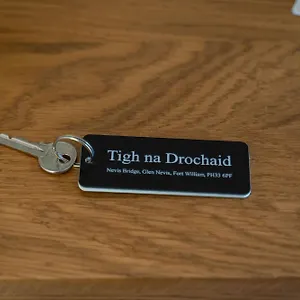 Tigh na Drochaid
Nevis Bridge, Glen Nevis, Fort William, PH33 6PF